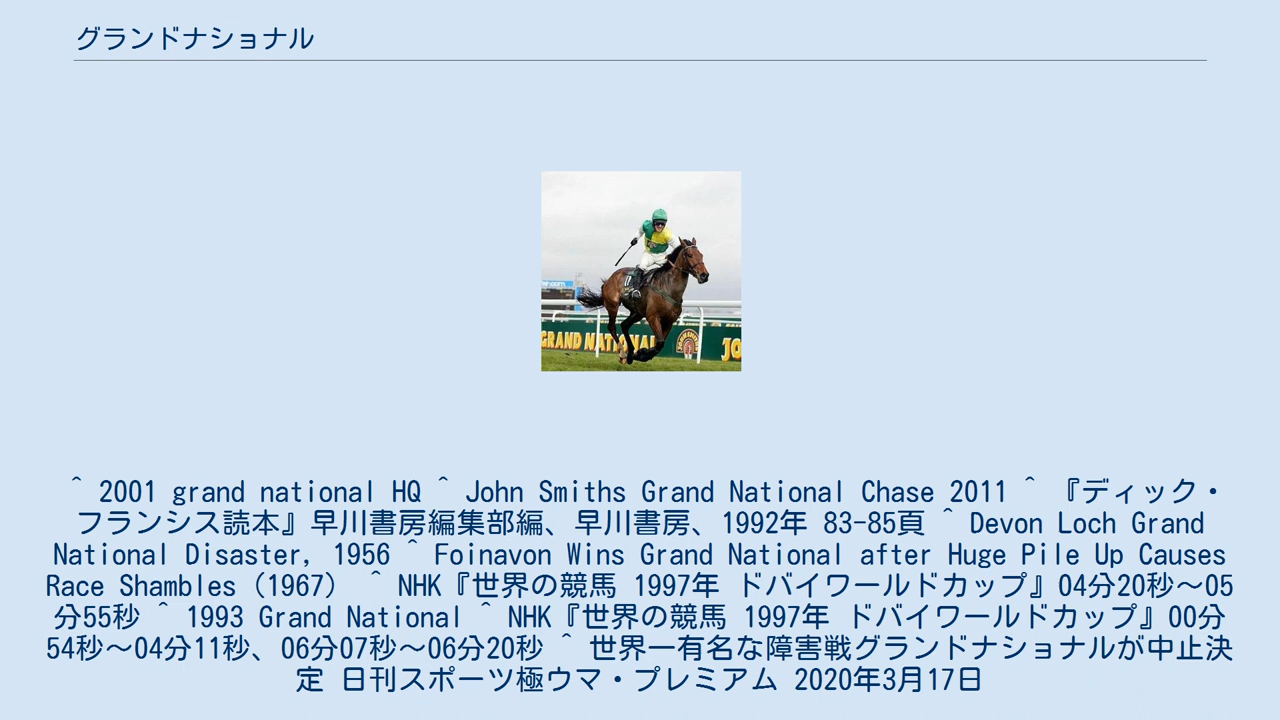 グランドナショナル
.com
17
GRAND NATIONAL
JOHN SMITH'S
JO
^ 2001 grand national HQ ^ John Smiths Grand National Chase 2011 ^ 『ディック・
フランシス読本』早川書房編集部編、早川書房、1992年 83-85頁 ^ Devon Loch Grand
National Disaster, 1956 ^ Foinavon Wins Grand National after Huge Pile Up Causes
Race Shambles (1967) ^ NHK『世界の競馬 1997年 ドバイワールドカップ』04分20秒～05
分55秒 ^ 1993 Grand National ^ NHK『世界の競馬 1997年 ドバイワールドカップ』00分
54秒～04分11秒、06分07秒～06分20秒 ^ 世界一有名な障害戦グランドナショナルが中止決
定 日刊スポーツ極ウマ・プレミアム 2020年3月17日